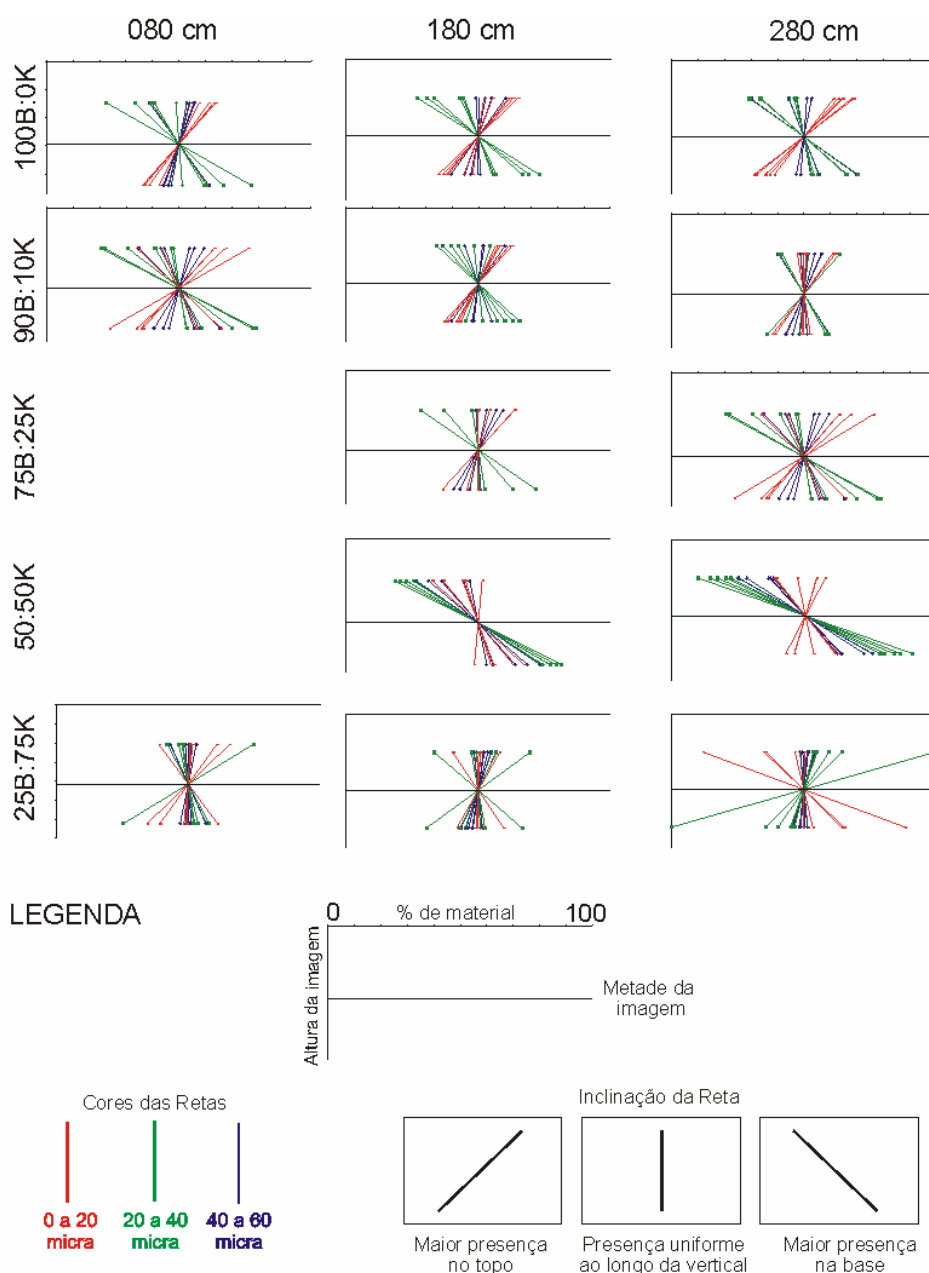 080 cm
180 cm
280 cm
100B:0K
90B:10K
75B:25K
50:50K
25B:75K
LEGENDA
0
% de material
100
Altura da imagem
Metade da
imagem
Cores das Retas
0 a 20
micra
20 a 40
micra
40 a 60
micra
Inclinação da Reta
Maior presença
no topo
Presença uniforme
ao longo da vertical
Maior presença
na base